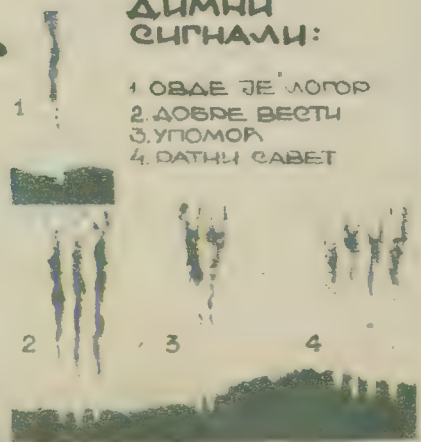 ДИМНИ
СИГНАЛИ:
1 ОВДЕ ЈЕ ЛОГОР
2. ДОБРЕ ВЕСТИ
3. УПОМОЋ
4. РАТНИ САВЕТ
1
2
3
4